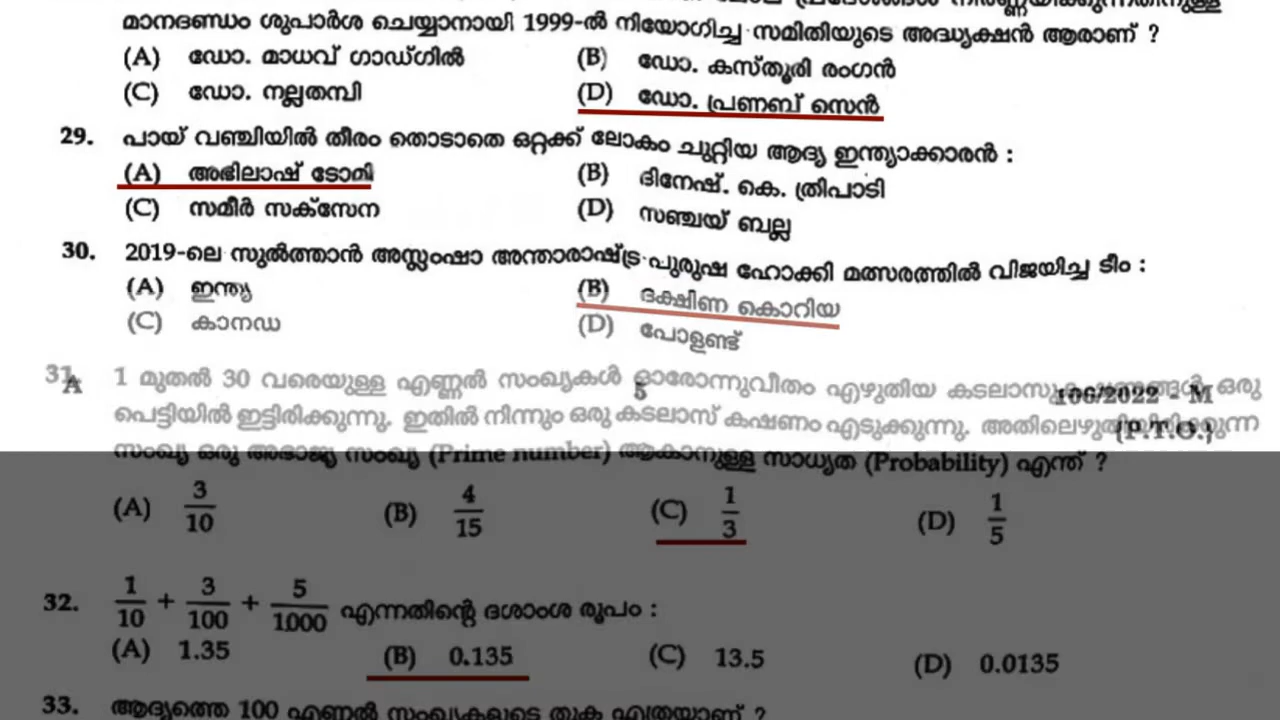 മാനദണ്ഡം ശുപാർശ ചെയ്യാനായി 1999-ൽ നിയോഗിച്ച സമിതിയുടെ അദ്ധ്യക്ഷൻ ആരാണ് ?
(A) ഡോ. മാധവ് ഗാഡ്ഗിൽ (B) ഡോ. കസ്തൂരി രംഗൻ
(C) ഡോ. നല്ലതമ്പി (D) ഡോ. പ്രണബ് സെൻ
29. പായ് വഞ്ചിയിൽ തീരം തൊടാതെ ഒറ്റക്ക് ലോകം ചുറ്റിയ ആദ്യ ഇന്ത്യാക്കാരൻ :
(A) അഭിലാഷ് ടോമി (B) ദിനേഷ്. കെ. ത്രിപാടി
(C) സമീർ സക്സേന (D) സഞ്ചയ് ബല്ല
30. 2019-ലെ സുൽത്താൻ അസ്ലംഷാ അന്താരാഷ്ട്ര പുരുഷ ഹോക്കി മത്സരത്തിൽ വിജയിച്ച ടീം :
(A) ഇന്ത്യ (B) ദക്ഷിണ കൊറിയ
(C) കാനഡ (D) പോളണ്ട്
31. 1 മുതൽ 30 വരെയുള്ള എണ്ണൽ സംഖ്യകൾ ഓരോന്നുവീതം എഴുതിയ ഒരു
A 5 106/2022 - M
പെട്ടിയിൽ ഇട്ടിരിക്കുന്നു. ഇതിൽ നിന്നും ഒരു കടലാസ് കഷണം എടുക്കുന്നു.
{P.T.O.}
സംഖ്യ ഒരു അഭാജ്യ സംഖ്യ (Prime number) ആകാനുള്ള സാധ്യത (Probability) എന്ത് ?
(A) 3/10 (B) 4/15 (C) 1/3 (D) 1/5
32. 1/10 + 3/100 + 5/1000 എന്നതിന്റെ ദശാംശ രൂപം :
(A) 1.35 (B) 0.135 (C) 13.5 (D) 0.0135
33. ആദ്യത്തെ 100 എണ്ണൽ സംഖ്യകളുടെ തുക എത്രയാണ് ?